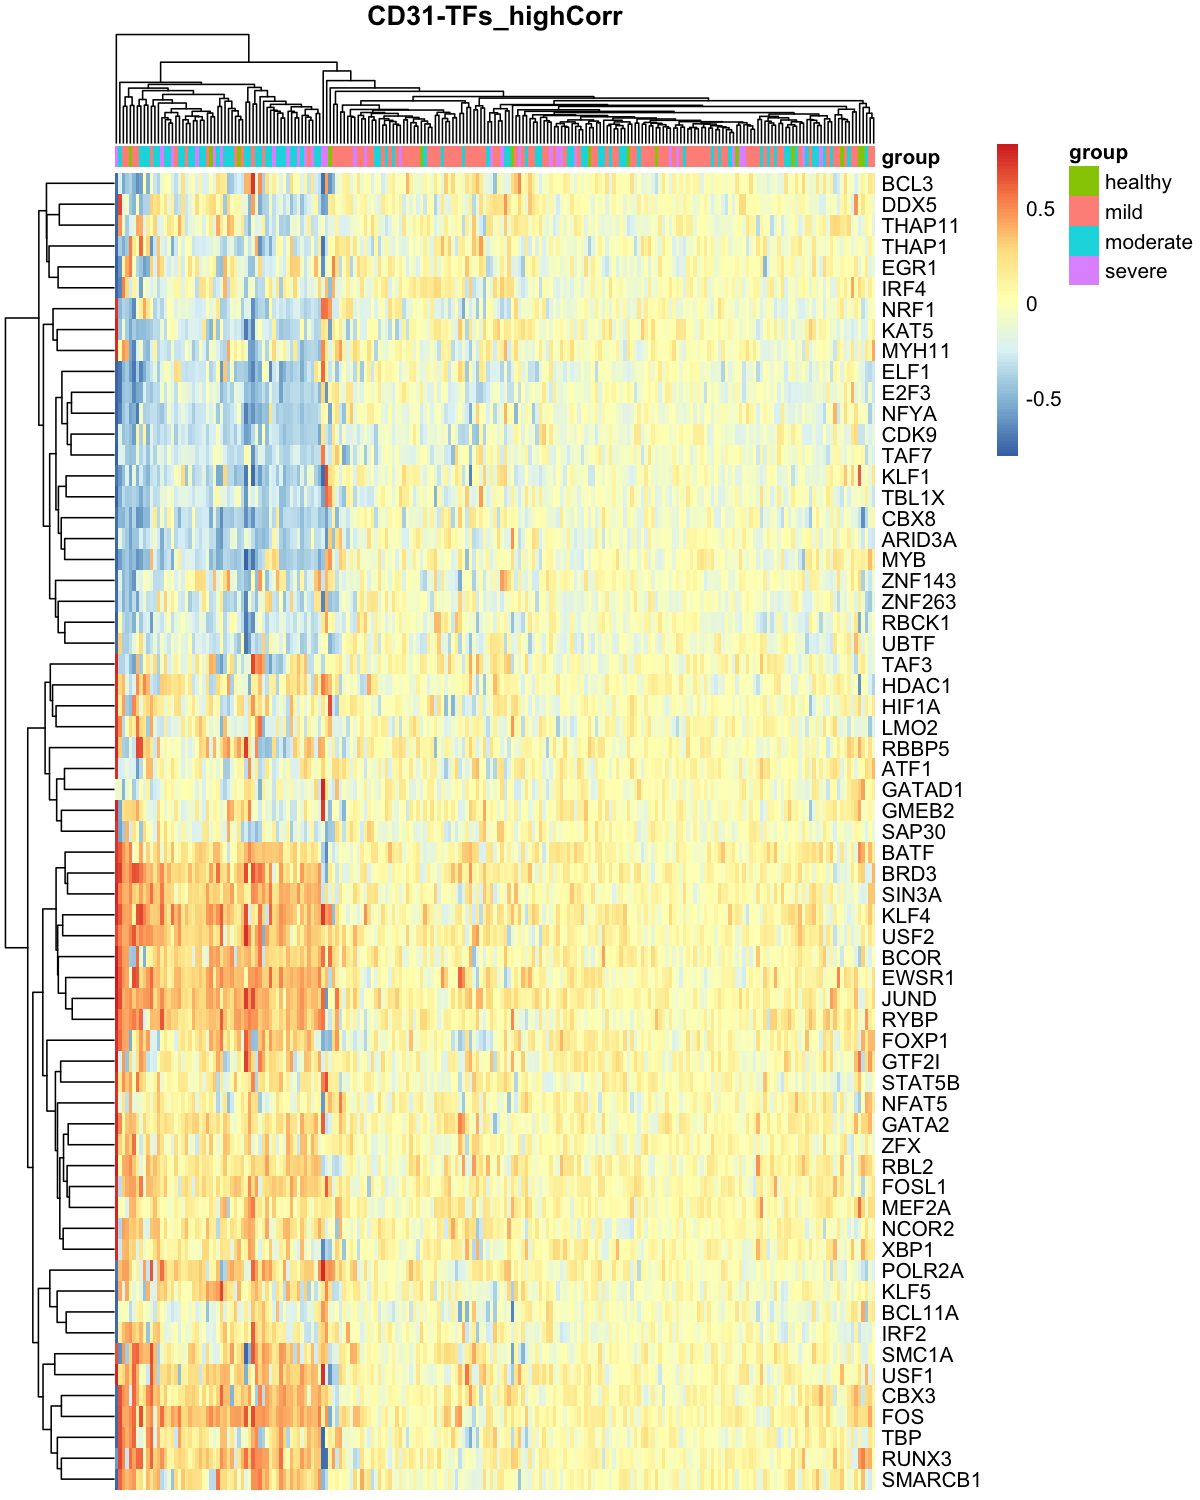 CD31-TFs_highCorr
group
BCL3
DDX5
THAP11
THAP1
EGR1
IRF4
NRF1
KAT5
MYH11
ELF1
E2F3
NFYA
CDK9
TAF7
KLF1
TBL1X
CBX8
ARID3A
MYB
ZNF143
ZNF263
RBCK1
UBTF
TAF3
HDAC1
HIF1A
LMO2
RBBP5
ATF1
GATAD1
GMEB2
SAP30
BATF
BRD3
SIN3A
KLF4
USF2
BCOR
EWSR1
JUND
RYBP
FOXP1
GTF2I
STAT5B
NFAT5
GATA2
ZFX
RBL2
FOSL1
MEF2A
NCOR2
XBP1
POLR2A
KLF5
BCL11A
IRF2
SMC1A
USF1
CBX3
FOS
TBP
RUNX3
SMARCB1
0.5
0
-0.5
group
healthy
mild
moderate
severe